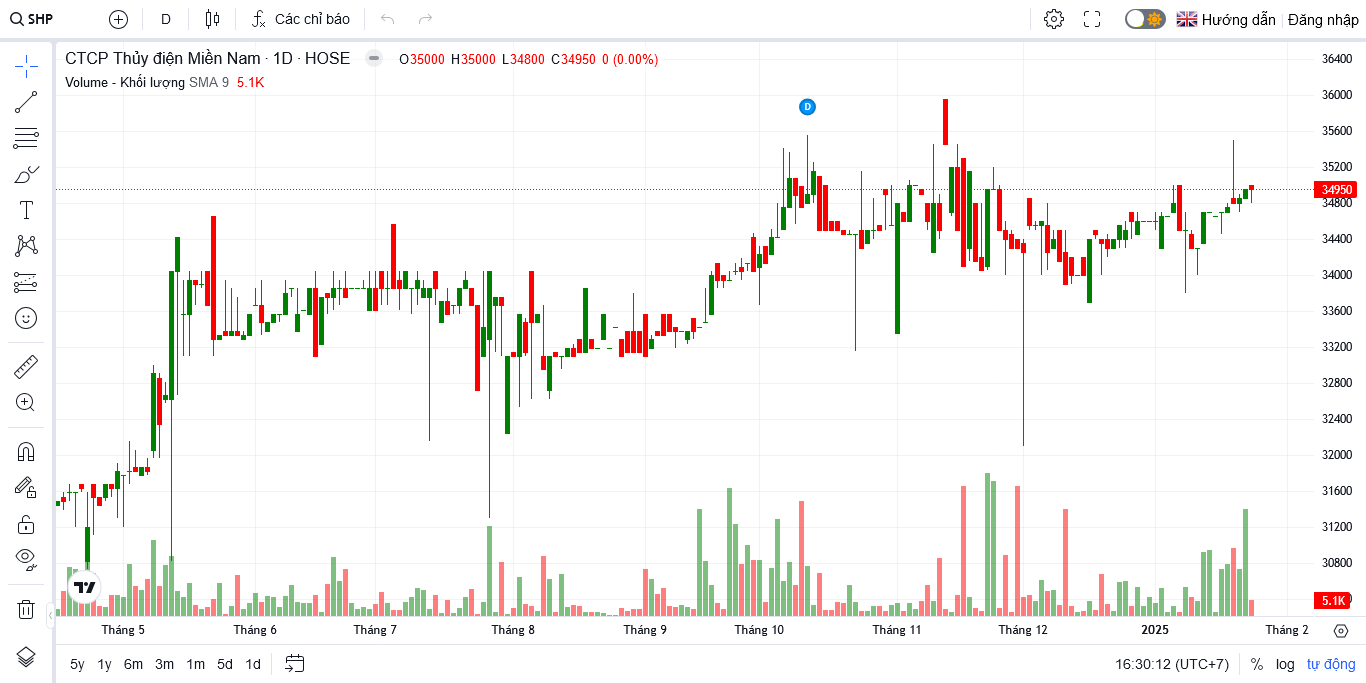 SHP D Các chỉ báo Hướng dẫn Đăng nhập
CTCP Thủy điện Miền Nam · 1D · HOSE O35000 H35000 L34800 C34950 0 (0.00%)
Volume - Khối lượng SMA 9 5.1K
D
36400
36000
35600
35200
34950
34800
34400
34000
33600
33200
32800
32400
32000
31600
31200
30800
5.1K
Tháng 5 Tháng 6 Tháng 7 Tháng 8 Tháng 9 Tháng 10 Tháng 11 Tháng 12 2025 Tháng 2
5y 1y 6m 3m 1m 5d 1d 16:30:12 (UTC+7) % log tự động